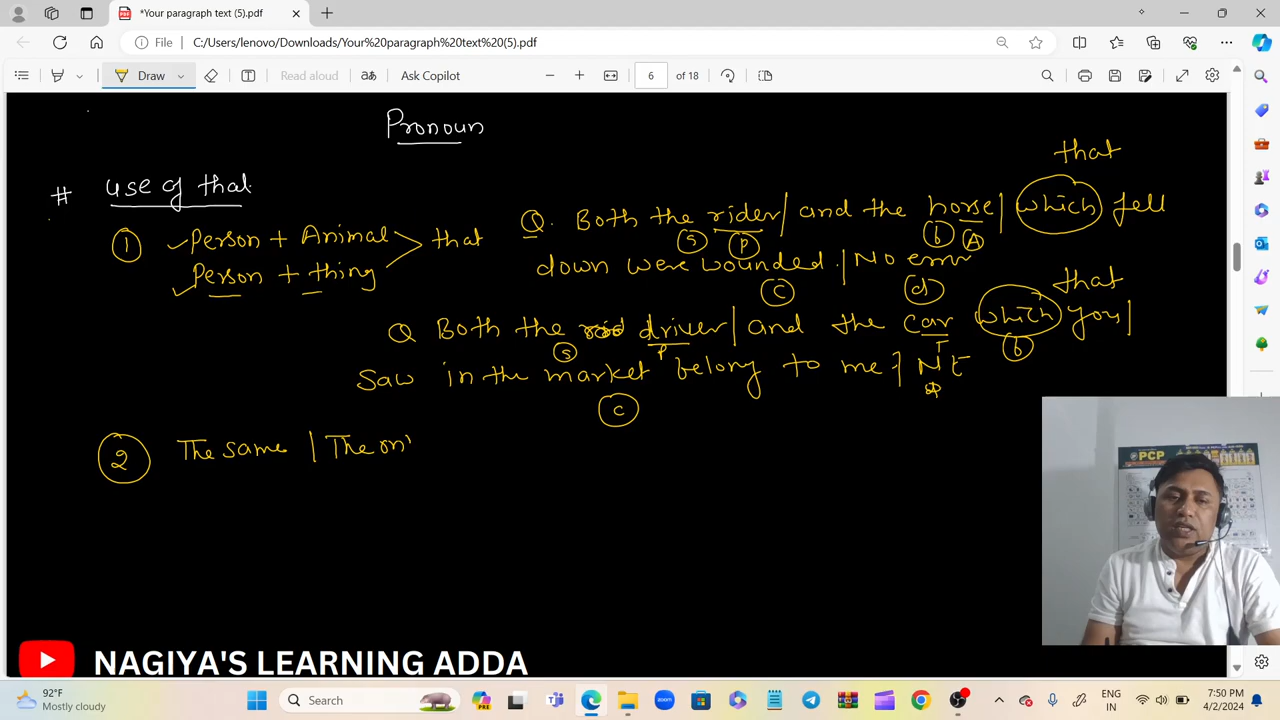 *Your paragraph text (5).pdf
File C:/Users/lenovo/Downloads/Your%20paragraph%20text%20(5).pdf
Draw Read aloud Ask Copilot 6 of 18
Pronoun
# use of that
1 Person + Animal
Person + thing
that
that
Q. Both the rider / and the horse / which fell
a P b A
down were wounded. / No error
c d
that
Q Both the driver / and the car which you /
a P T b
Saw in the market belong to me / NE
c
2 The same | The on
PCP
NAGIYA'S LEARNING ADDA
92°F
Mostly cloudy
Search
ENG
IN
7:50 PM
4/2/2024